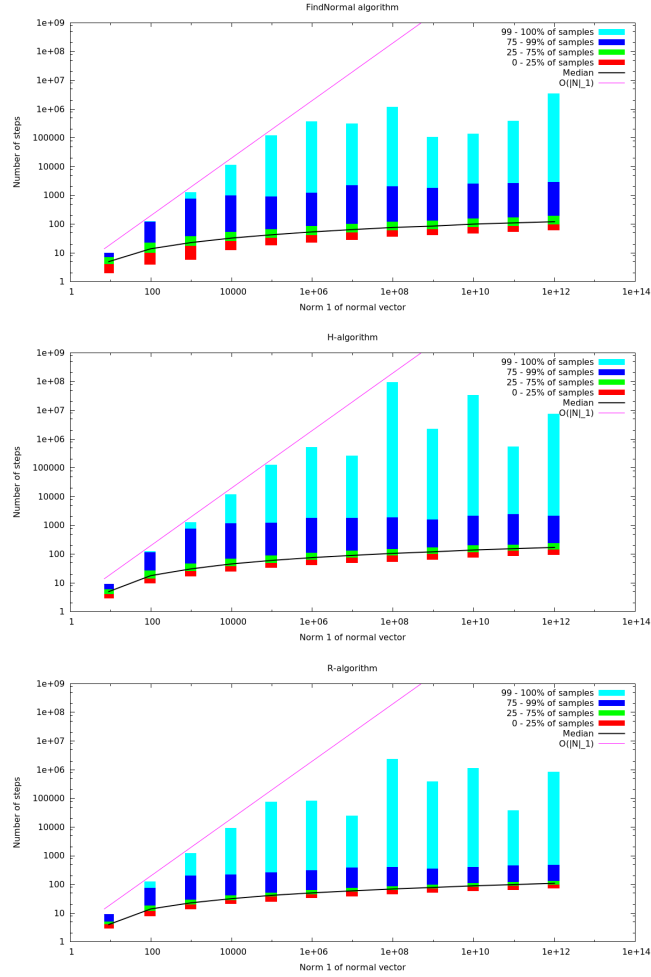 FindNormal algorithm
1e+09
1e+08
1e+07
1e+06
100000
10000
1000
100
10
1
Number of steps
99 - 100% of samples
75 - 99% of samples
25 - 75% of samples
0 - 25% of samples
Median
O(|N|_1)
1 100 10000 1e+06 1e+08 1e+10 1e+12 1e+14
Norm 1 of normal vector
H-algorithm
1e+09
1e+08
1e+07
1e+06
100000
10000
1000
100
10
1
Number of steps
99 - 100% of samples
75 - 99% of samples
25 - 75% of samples
0 - 25% of samples
Median
O(|N|_1)
1 100 10000 1e+06 1e+08 1e+10 1e+12 1e+14
Norm 1 of normal vector
R-algorithm
1e+09
1e+08
1e+07
1e+06
100000
10000
1000
100
10
1
Number of steps
99 - 100% of samples
75 - 99% of samples
25 - 75% of samples
0 - 25% of samples
Median
O(|N|_1)
1 100 10000 1e+06 1e+08 1e+10 1e+12 1e+14
Norm 1 of normal vector